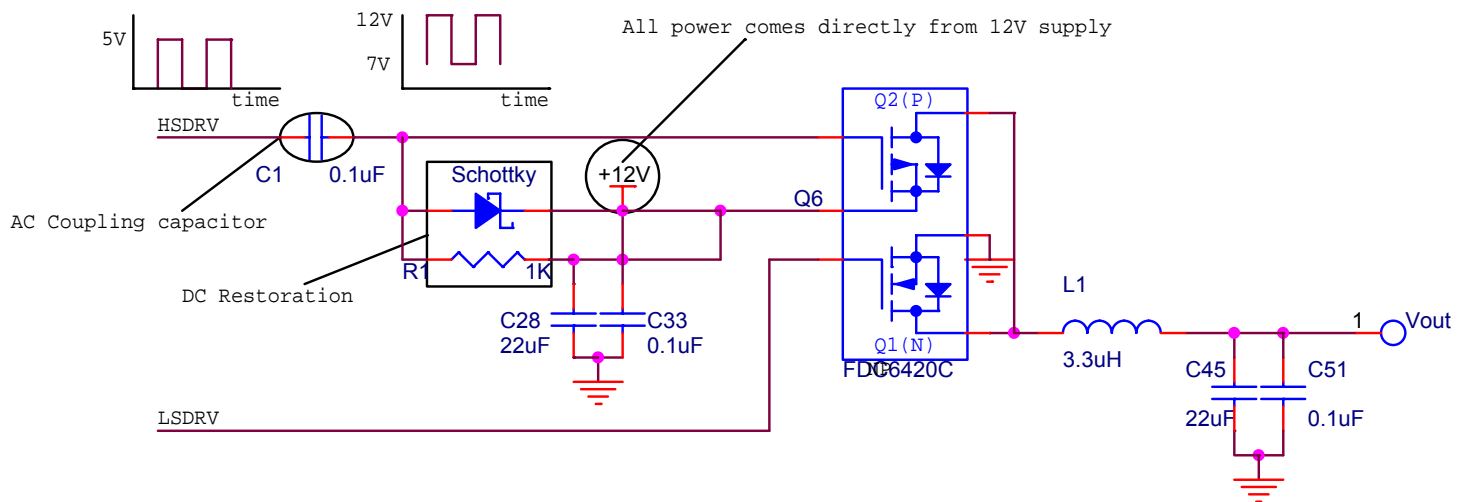 12V
All power comes directly from 12V supply
5V
7V
Q2(P)
time
time
HSDRV
C1
0.1uF
Schottky
+12V
Q6
AC Coupling capacitor
R1
1K
L1
DC Restoration
C28
C33
1
Vout
22uF
0.1uF
Q1(N)
3.3uH
FDC6420C
C45
C51
LSDRV
22uF
0.1uF